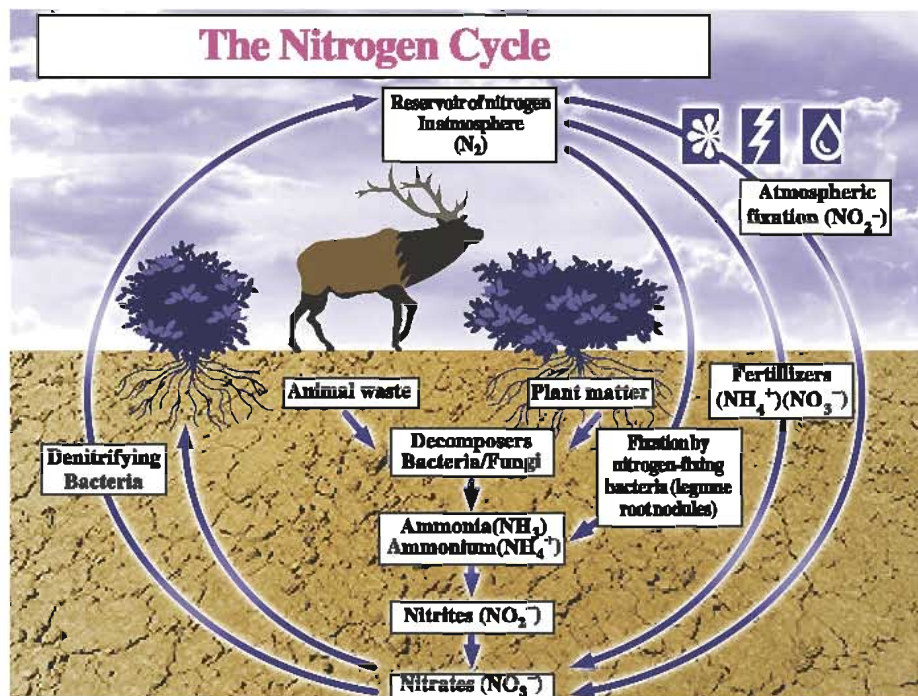 The Nitrogen Cycle
Reservoir of nitrogen
In atmosphere
(N₂)
Atmospheric
fixation (NO₂⁻)
Animal waste
Plant matter
Fertillizers
(NH₄⁺)(NO₃⁻)
Decomposers
Bacteria/Fungi
Fixation by
nitrogen-fixing
bacteria (legume
root nodules)
Denitrifying
Bacteria
Ammonia(NH₃)
Ammonium(NH₄⁺)
Nitrites (NO₂⁻)
Nitrates (NO₃⁻)